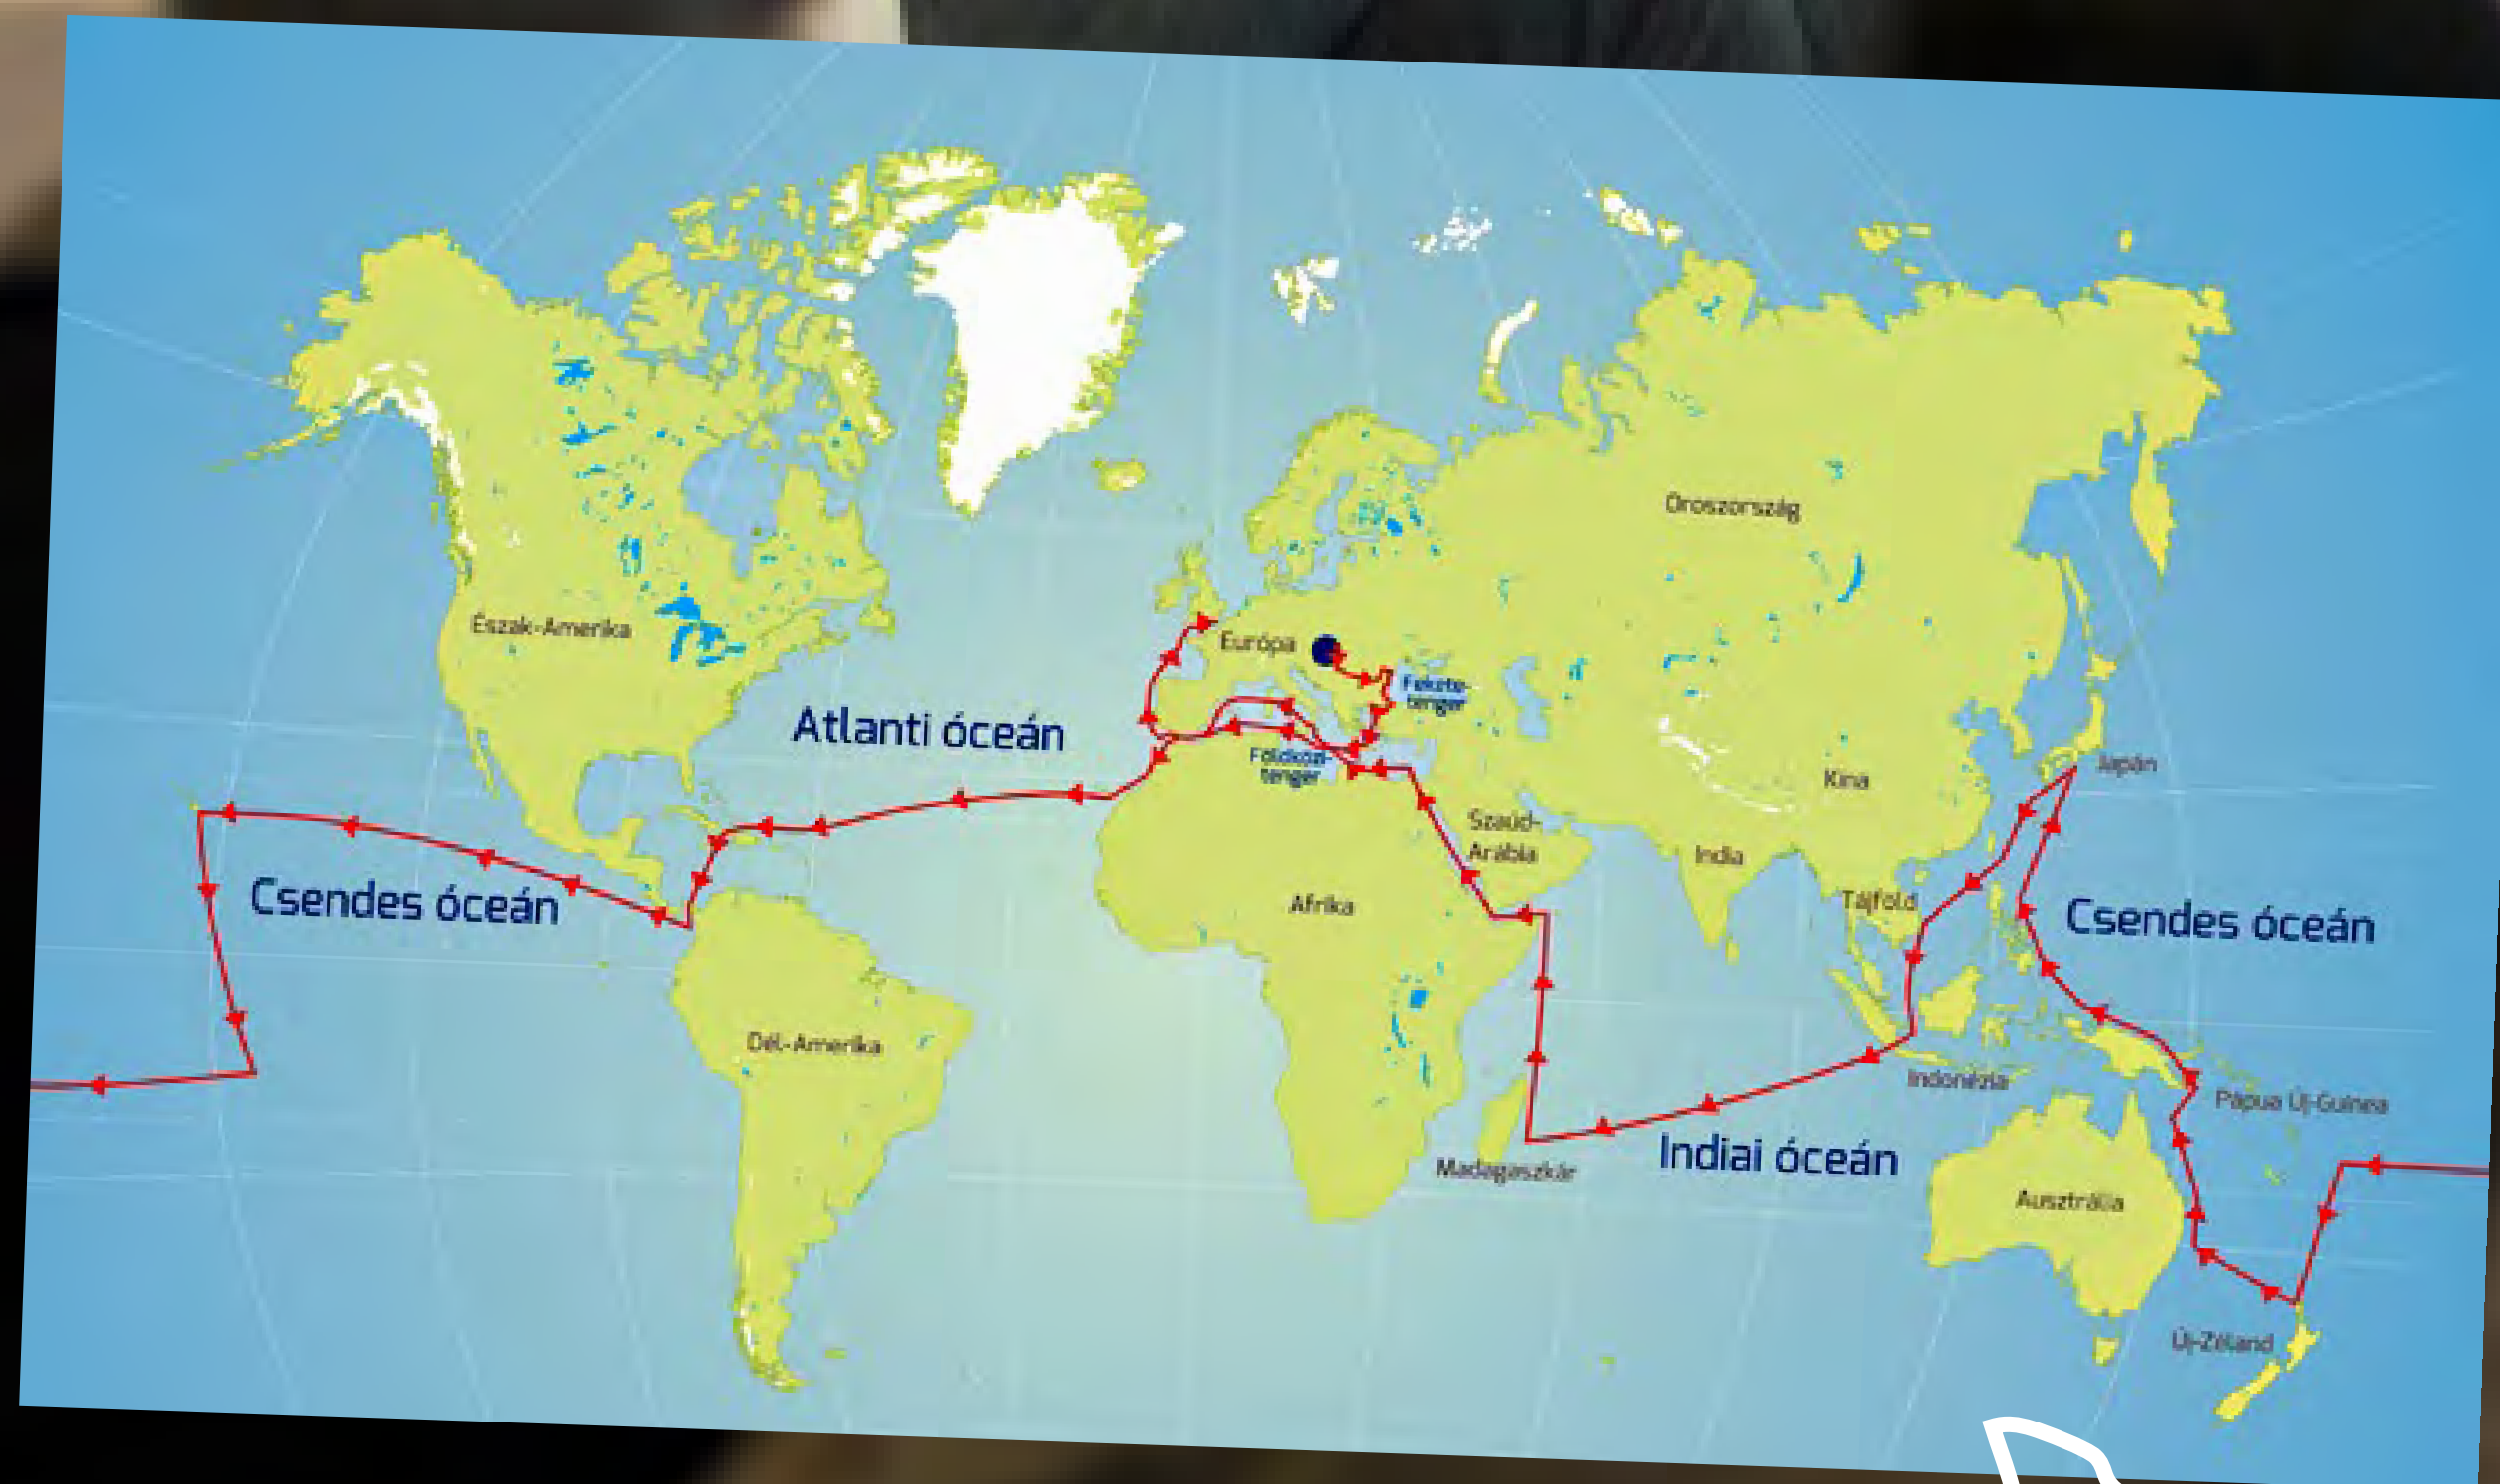 Oroszország
Észak-Amerika
Európa
Fekete-
tenger
Atlanti óceán
Földközi-
tenger
Japán
Kína
Szaúd-
Arábia
India
Csendes óceán
Afrika
Tájföld
Csendes óceán
Dél-Amerika
Indonézia
Pápua Új-Guinea
Indiai óceán
Madagaszkár
Ausztrália
Új-Zéland